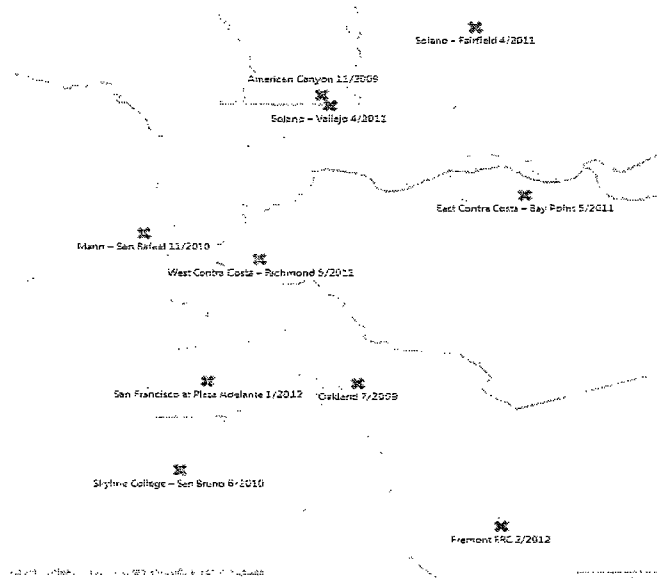 Solano – Fairfield 4/2011
American Canyon 11/2009
Solano – Vallejo 4/2011
East Contra Costa – Bay Point 5/2011
Marin – San Rafael 11/2010
West Contra Costa – Richmond 6/2011
San Francisco at Plaza Adelante 1/2012
Oakland 7/2009
Skyline College – San Bruno 6/2010
Fremont FRC 2/2012